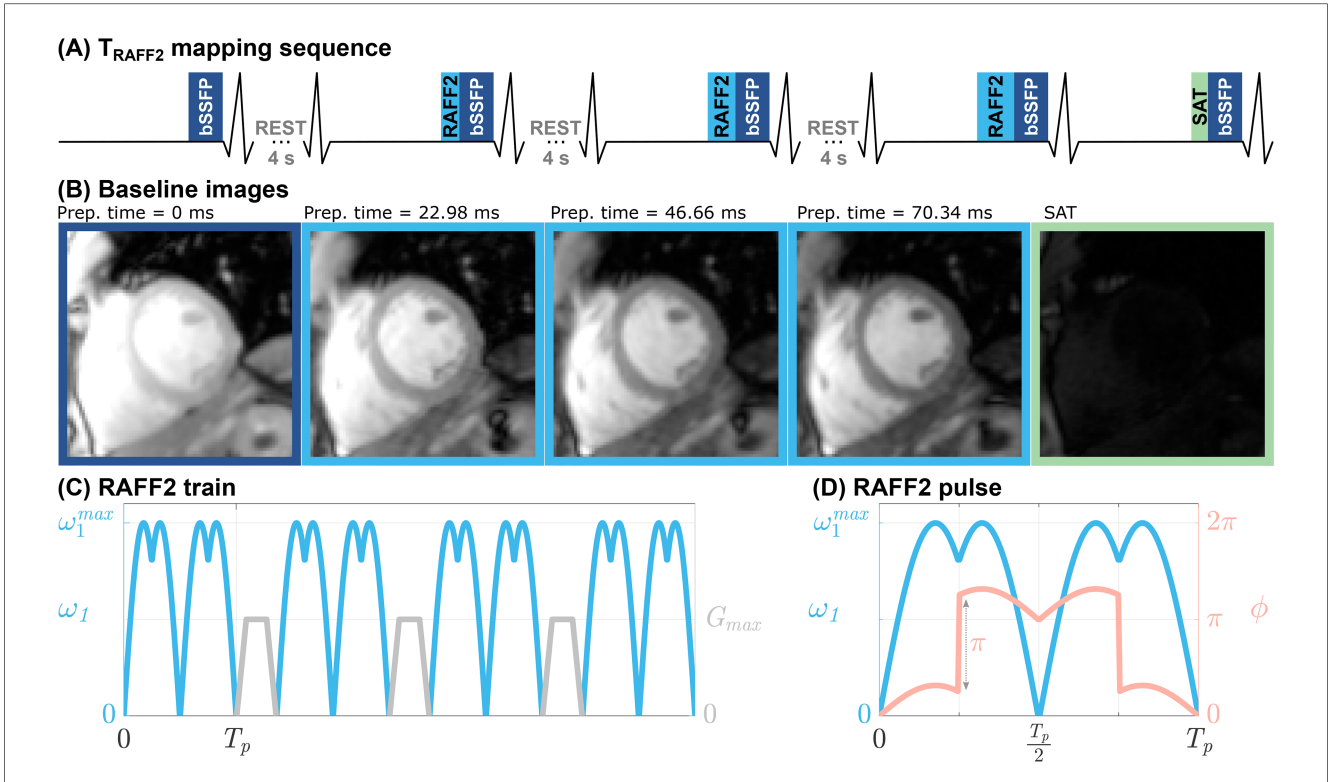 (A) TRAFF2 mapping sequence
bSSFP REST ... 4 s RAFF2 bSSFP REST ... 4 s RAFF2 bSSFP REST ... 4 s RAFF2 bSSFP SAT bSSFP
(B) Baseline images
Prep. time = 0 ms Prep. time = 22.98 ms Prep. time = 46.66 ms Prep. time = 70.34 ms SAT
(C) RAFF2 train
ω₁ᵐᵃˣ
ω₁
0
Gₘₐₓ
0
0 Tₚ
(D) RAFF2 pulse
ω₁ᵐᵃˣ
ω₁
0
π
2π
π ϕ
0
0 Tₚ/2 Tₚ